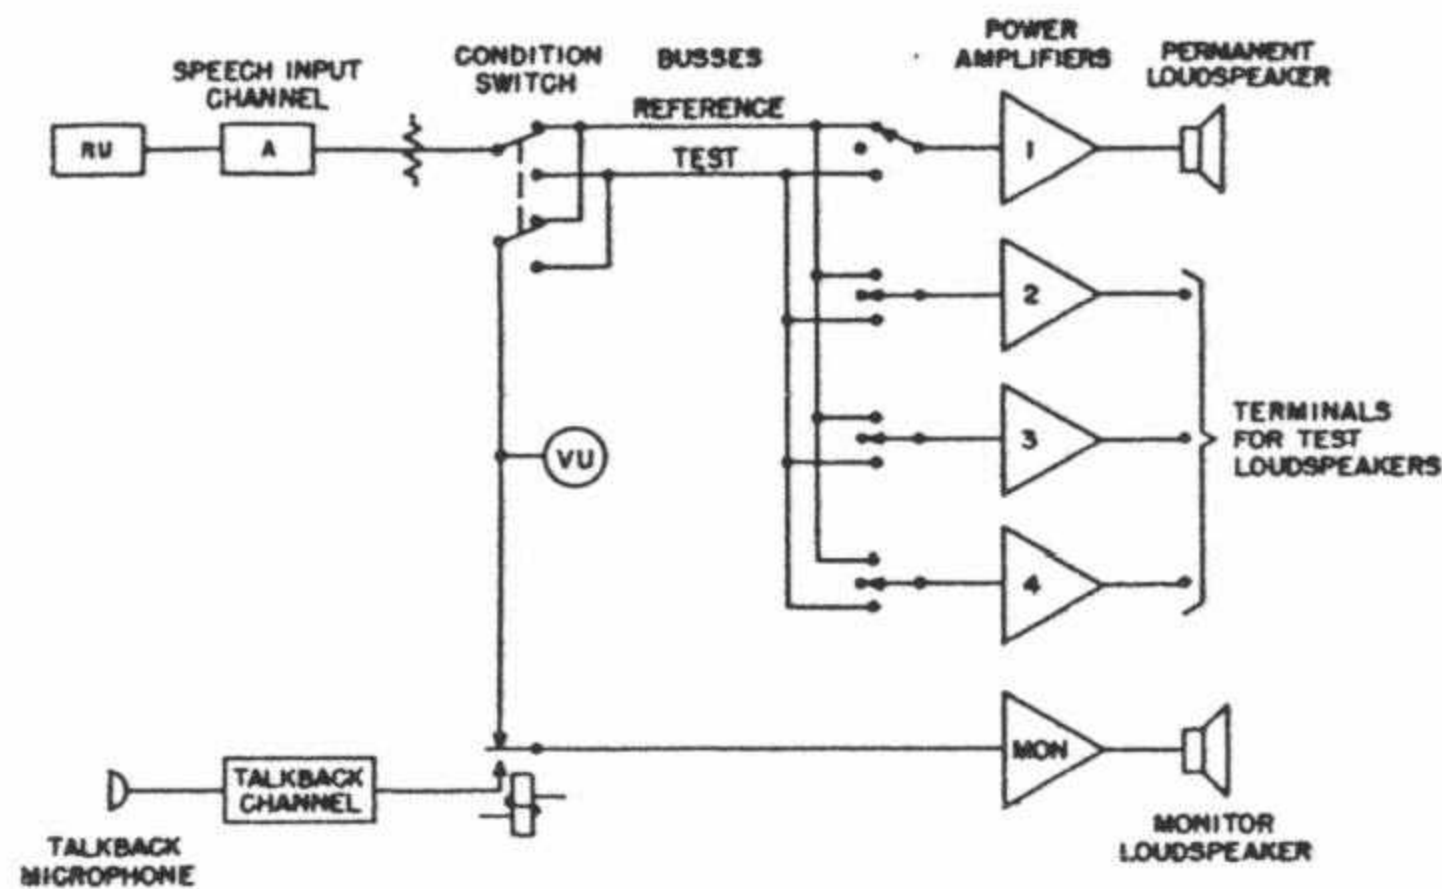 SPEECH INPUT
CHANNEL
CONDITION
SWITCH
BUSSES
REFERENCE
TEST
POWER
AMPLIFIERS
PERMANENT
LOUDSPEAKER
RU
A
1
2
3
4
TERMINALS
FOR TEST
LOUDSPEAKERS
VU
MON
MONITOR
LOUDSPEAKER
TALKBACK
CHANNEL
TALKBACK
MICROPHONE